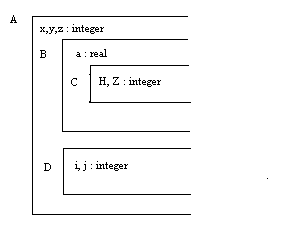 A
x,y,z : integer
B
a : real
C
H, Z : integer
D
i, j : integer